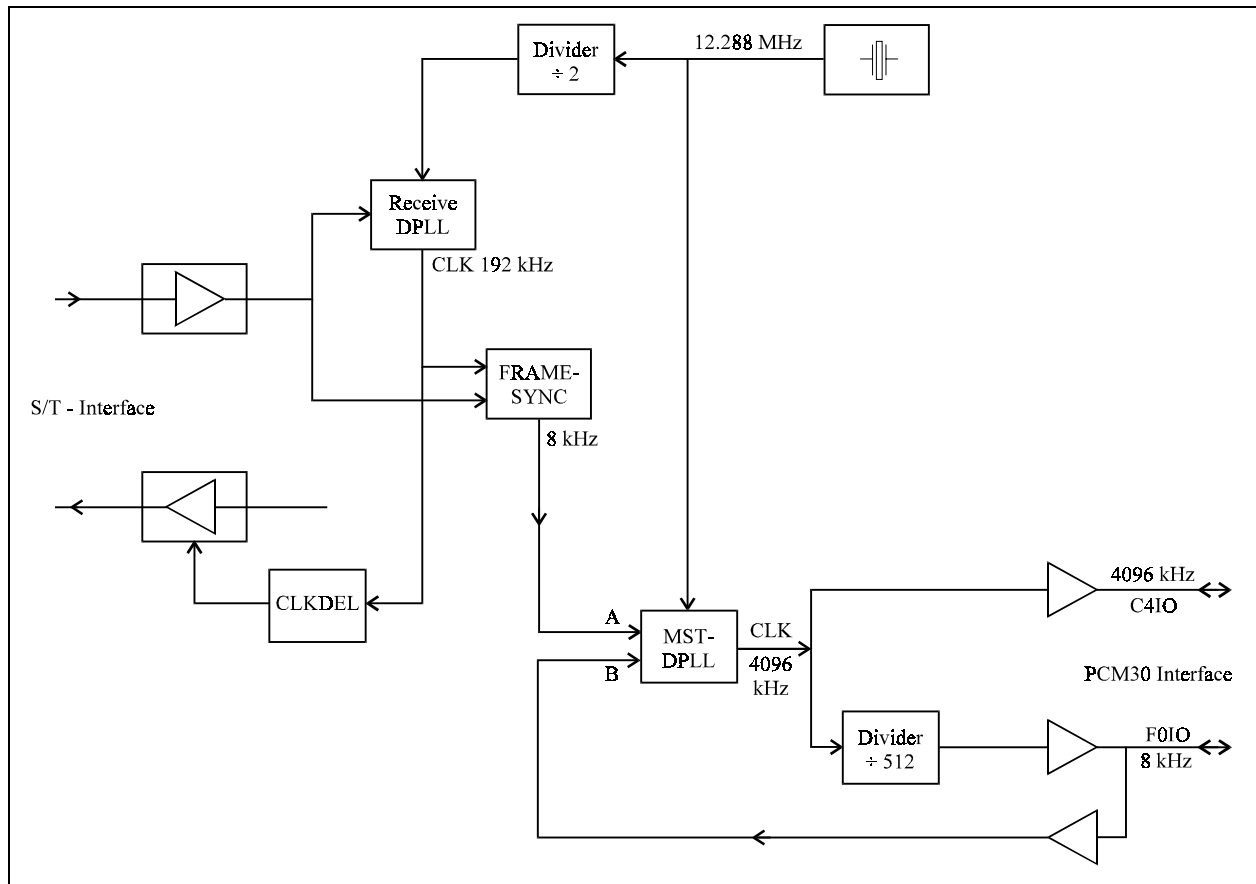 Divider
÷ 2
12.288 MHz
Receive
DPLL
CLK 192 kHz
FRAME-
SYNC
S/T - Interface
8 kHz
CLKDEL
A
B
MST-
DPLL
CLK
4096
kHz
4096 kHz
C4IO
PCM30 Interface
Divider
÷ 512
F0IO
8 kHz